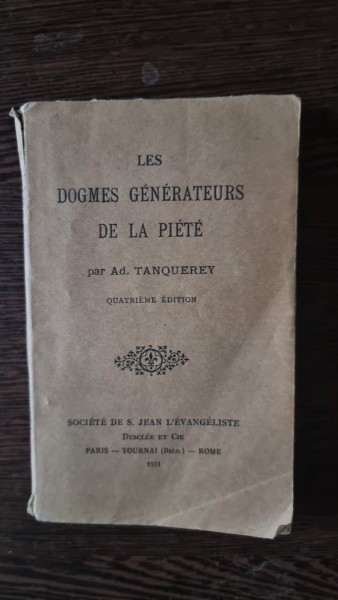 LES
DOGMES GÉNÉRATEURS
DE LA PIÉTÉ
par Ad. TANQUEREY
QUATRIÈME ÉDITION
SOCIÉTÉ DE S. JEAN L'ÉVANGÉLISTE
DESCLÉE ET CIE
PARIS — TOURNAI (BELG.) — ROME
1931